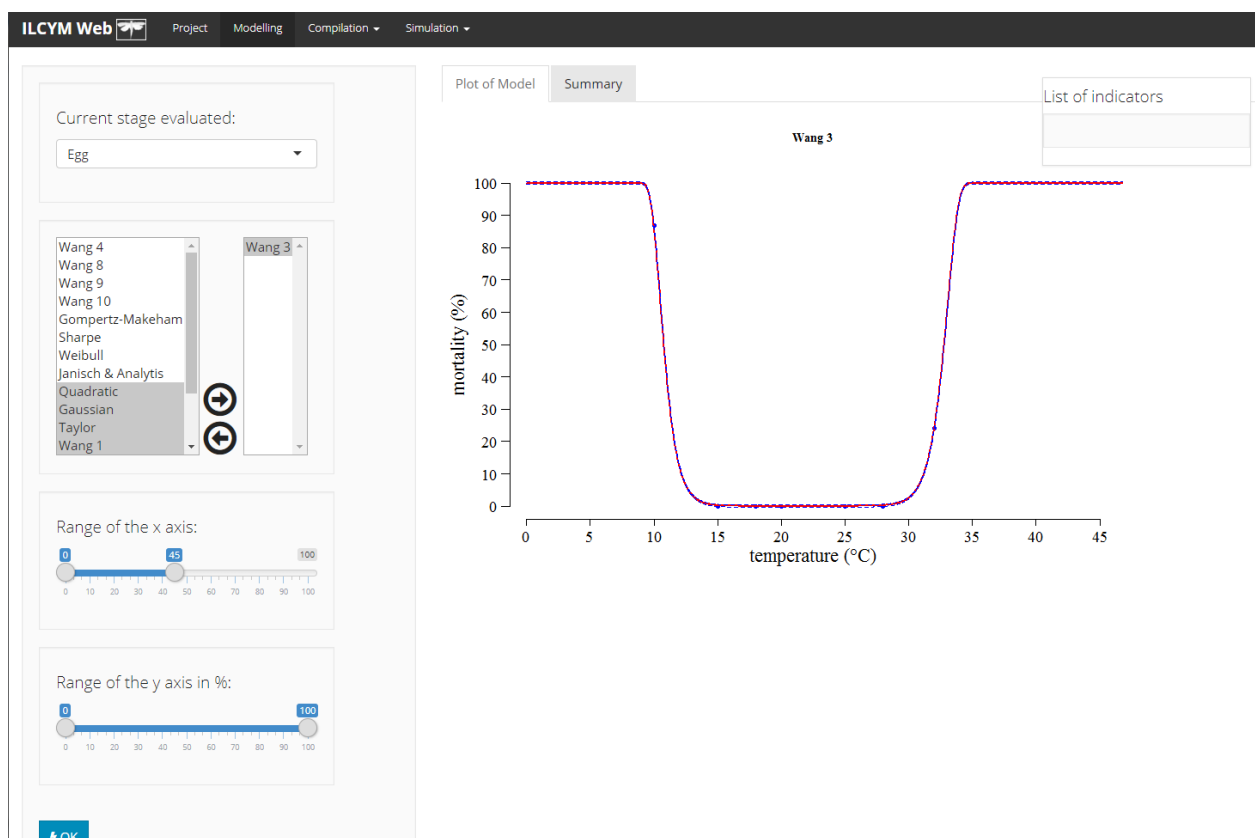 ILCYM Web Project Modelling Compilation Simulation
Current stage evaluated:
Egg
Wang 4
Wang 8
Wang 9
Wang 10
Gompertz-Makeham
Sharpe
Weibull
Janisch & Analytis
Quadratic
Gaussian
Taylor
Wang 1
Wang 3
Range of the x axis:
0 45 100
0 10 20 30 40 50 60 70 80 90 100
Range of the y axis in %:
0 100
0 10 20 30 40 50 60 70 80 90 100
OK
Plot of Model Summary
List of indicators
Wang 3
mortality (%)
100
90
80
70
60
50
40
30
20
10
0
0 5 10 15 20 25 30 35 40 45
temperature (°C)